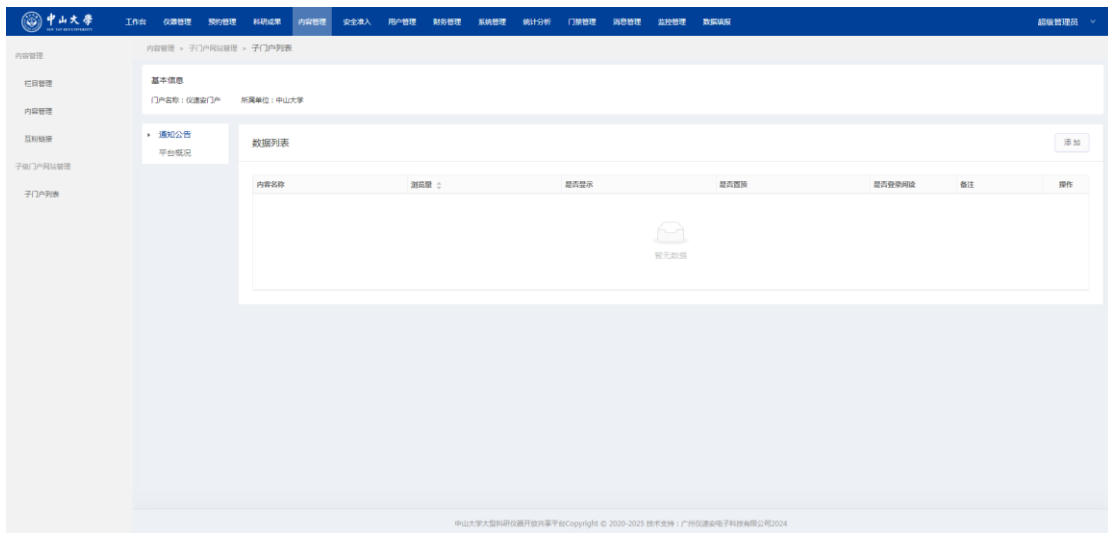 中山大學
SUN YAT-SEN UNIVERSITY
工作台 仪器管理 预约管理 科研成果 内容管理 安全准入 用户管理 财务管理 系统管理 统计分析 门禁管理 消息管理 监控管理 数据填报 超级管理员
内容管理 > 子门户网站管理 > 子门户列表
内容管理
栏目管理
内容管理
互知链接
子级门户网站管理
子门户列表
基本信息
门户名称：仪速安门户 所属单位：中山大学
通知公告
平台概况
数据列表 添加
内容名称 浏览量 是否显示 是否置顶 是否登录阅读 备注 操作
暂无数据
中山大学大型科研仪器开放共享平台Copyright © 2020-2025 技术支持：广州仪速安电子科技有限公司2024